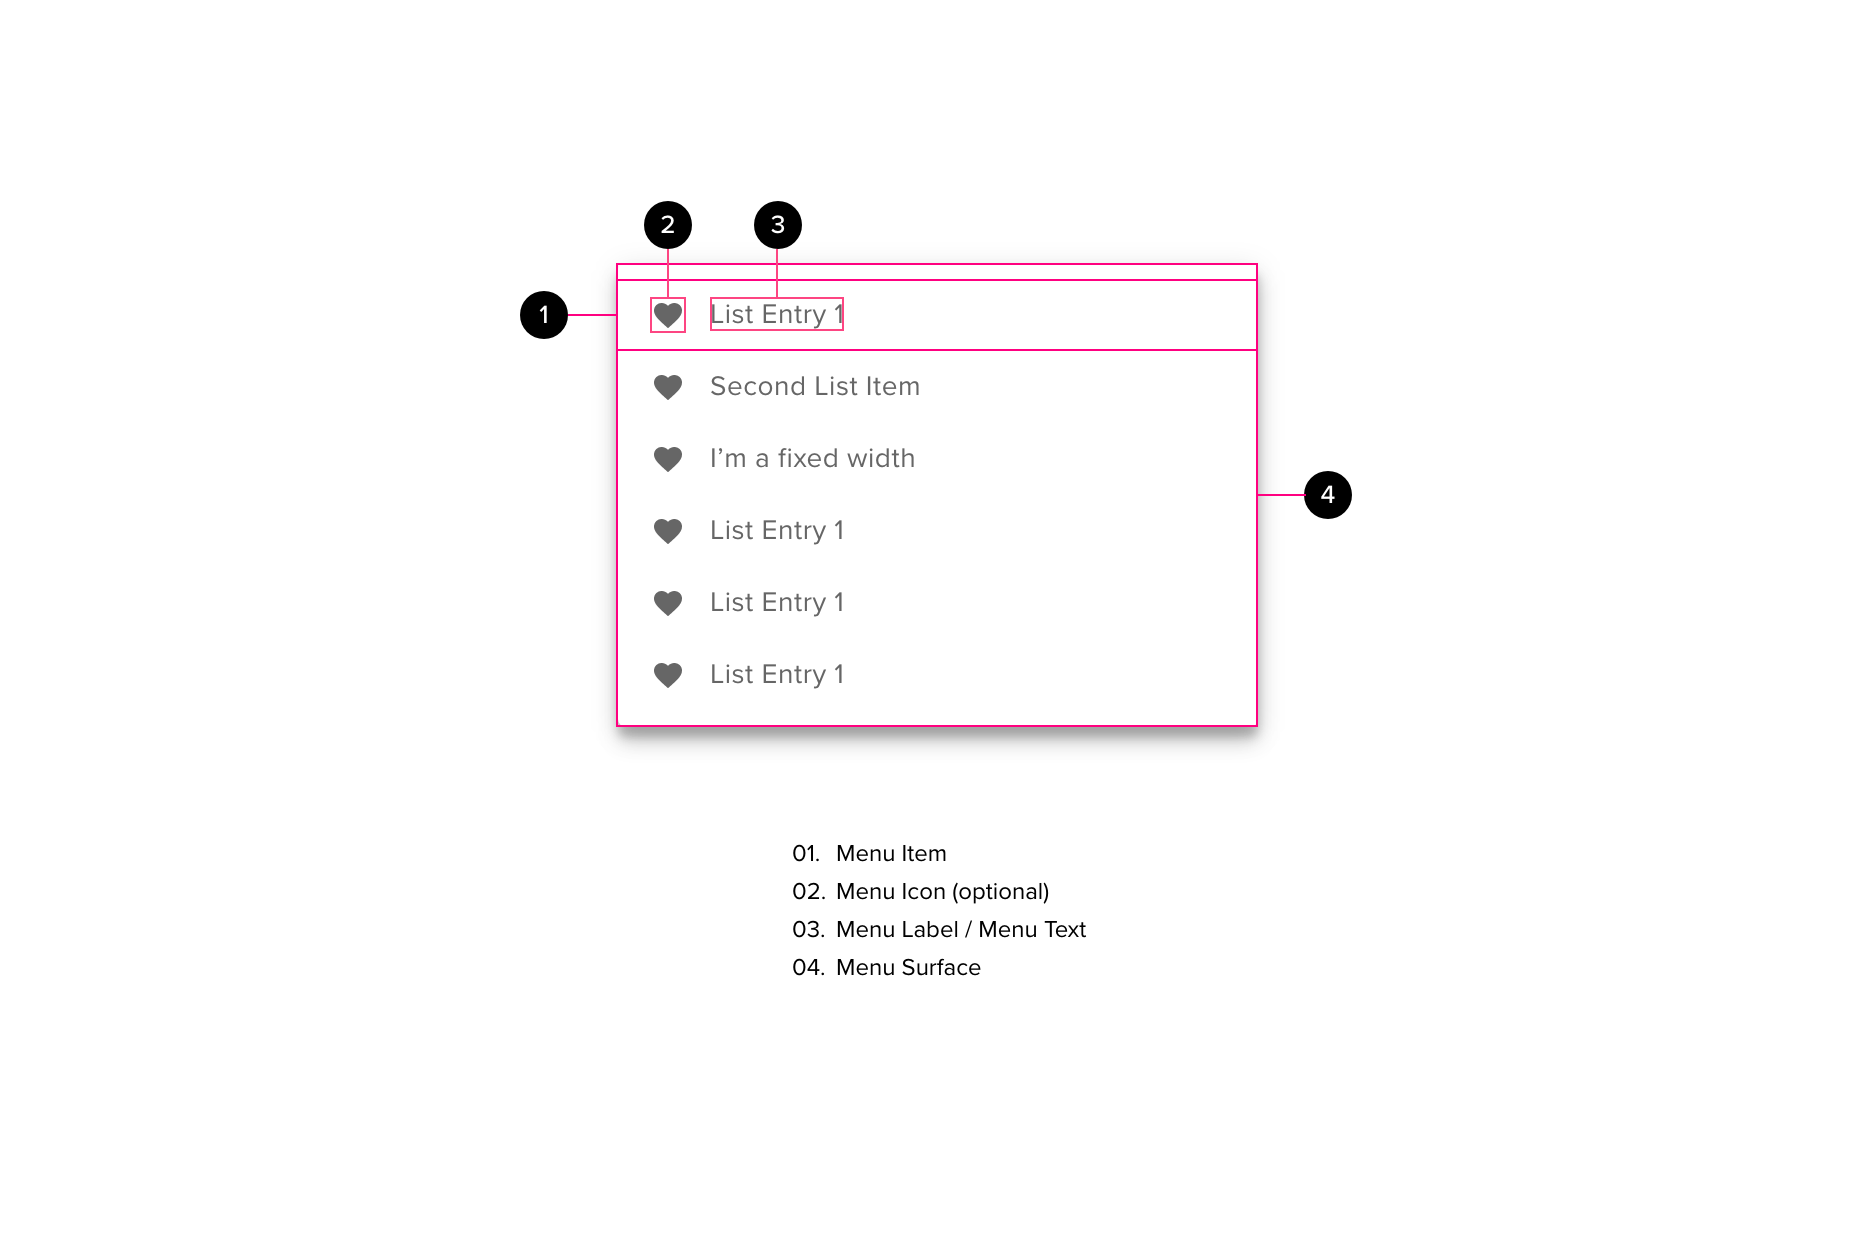 2 3
1 List Entry 1
Second List Item
I’m a fixed width
4
List Entry 1
List Entry 1
List Entry 1
01. Menu Item
02. Menu Icon (optional)
03. Menu Label / Menu Text
04. Menu Surface